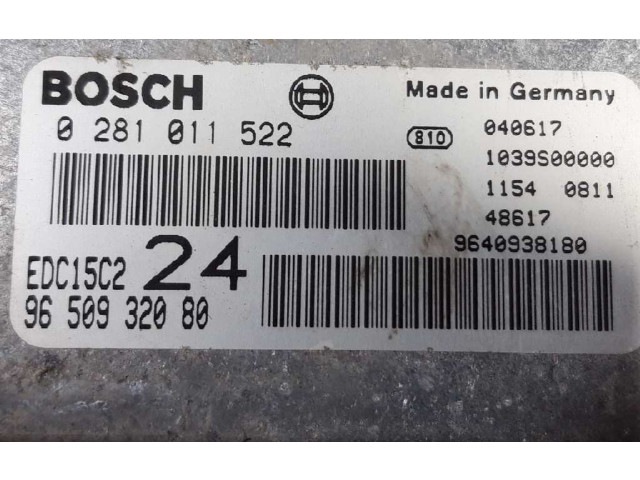 BOSCH
Made in Germany
0 281 011 522
810
040617
1039S00000
1154 0811
48617
9640938180
EDC15C2 24
96 509 320 80